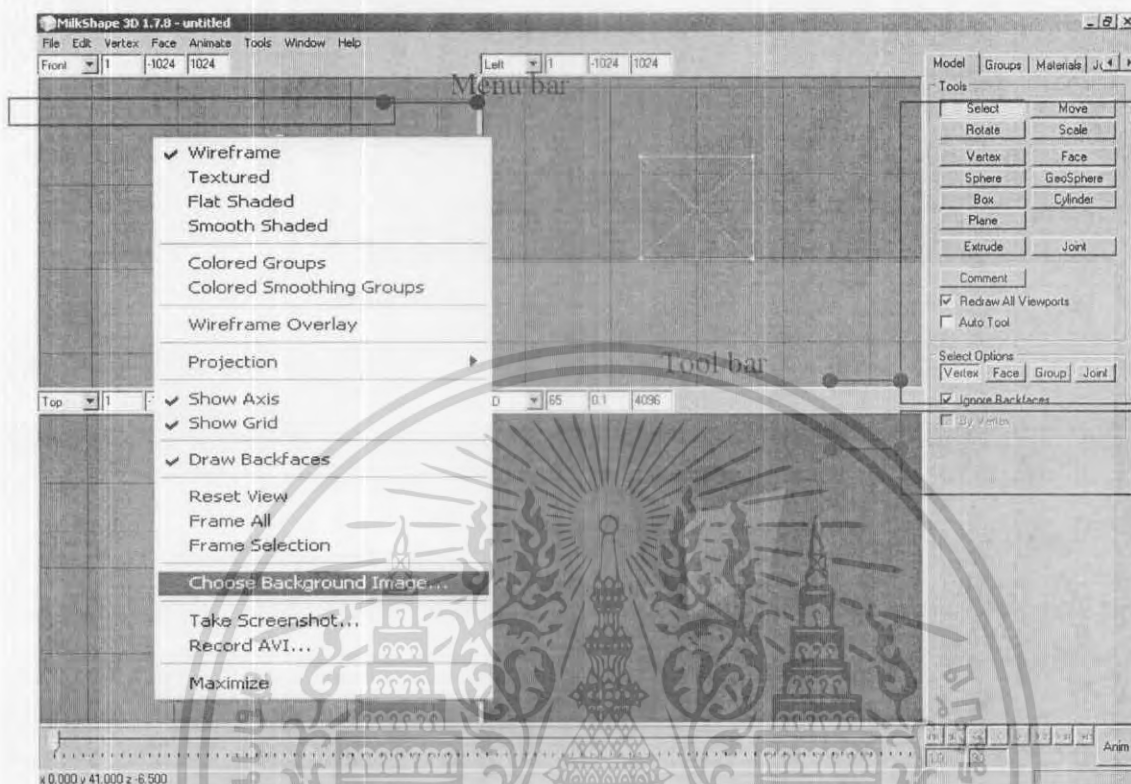 MilkShape 3D 1.7.8 - untitled
File Edit Vertex Face Animate Tools Window Help
Front 1 -1024 1024
Left 1 -1024 1024
Model Groups Materials
Menu bar
Tools
Select Move
Rotate Scale
Vertex Face
Sphere GeoSphere
Box Cylinder
Plane
Extrude Joint
Comment
Redraw All Viewports
Auto Tool
Select Options
Vertex Face Group Joint
Ignore Backfaces
By Vertex
Wireframe
Textured
Flat Shaded
Smooth Shaded
Colored Groups
Colored Smoothing Groups
Wireframe Overlay
Projection
Show Axis
Show Grid
Draw Backfaces
Reset View
Frame All
Frame Selection
Choose Background Image...
Take Screenshot...
Record AVI...
Maximize
Tool bar
Top 1
D 65 0.1 4096
Anim
x 0.000 y 41.000 z -6.500